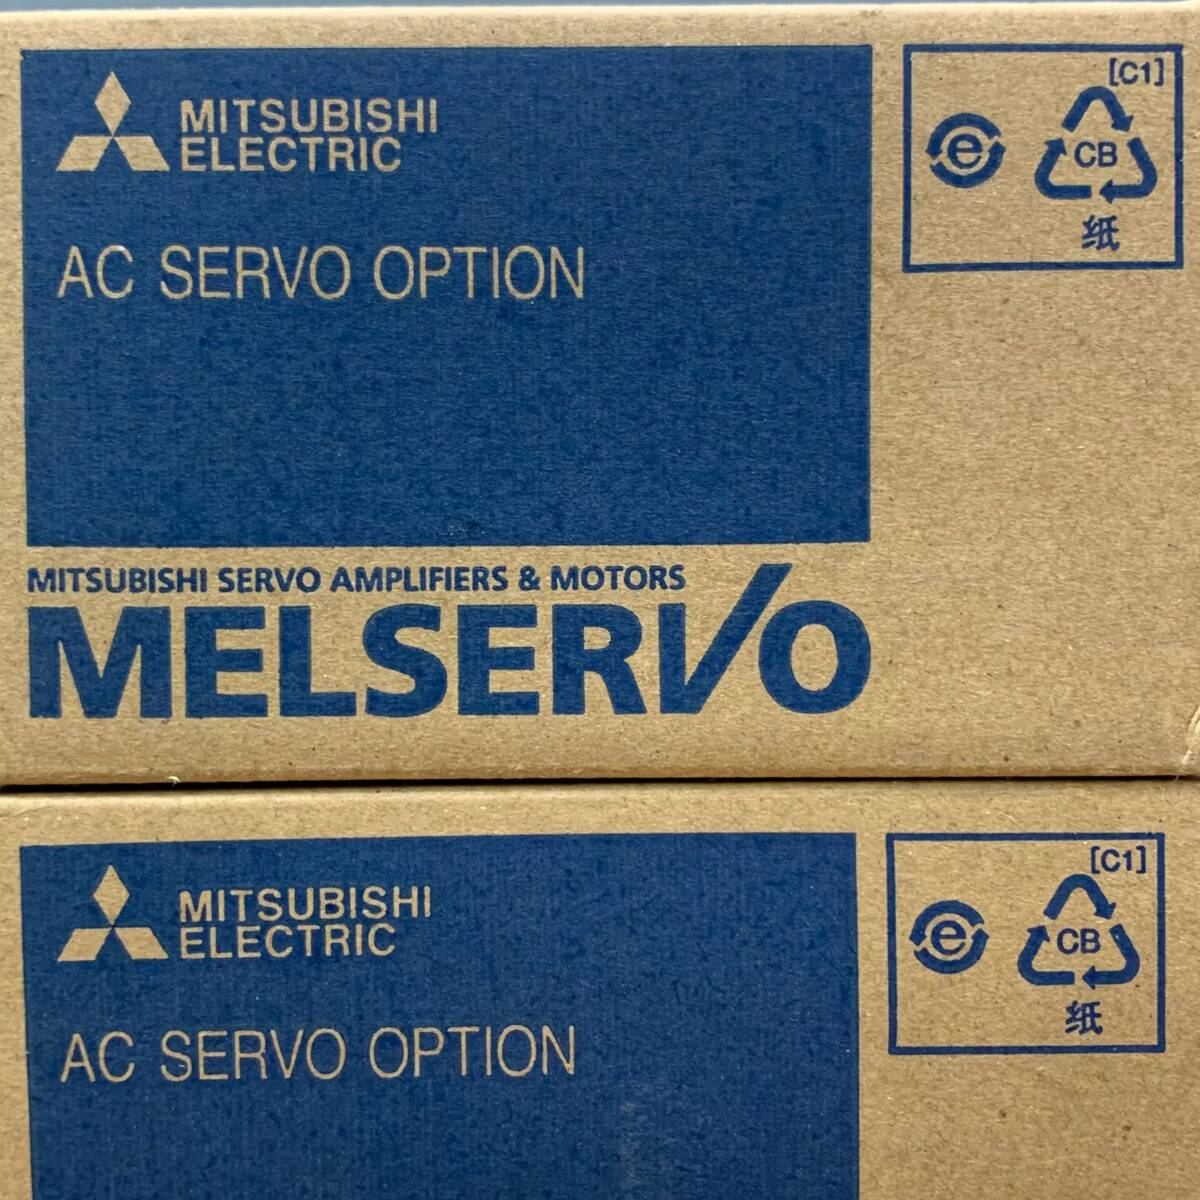 MITSUBISHI
ELECTRIC
AC SERVO OPTION
[C1]
e
CB
纸
MITSUBISHI SERVO AMPLIFIERS & MOTORS
MELSERVO
MITSUBISHI
ELECTRIC
AC SERVO OPTION
[C1]
e
CB
纸